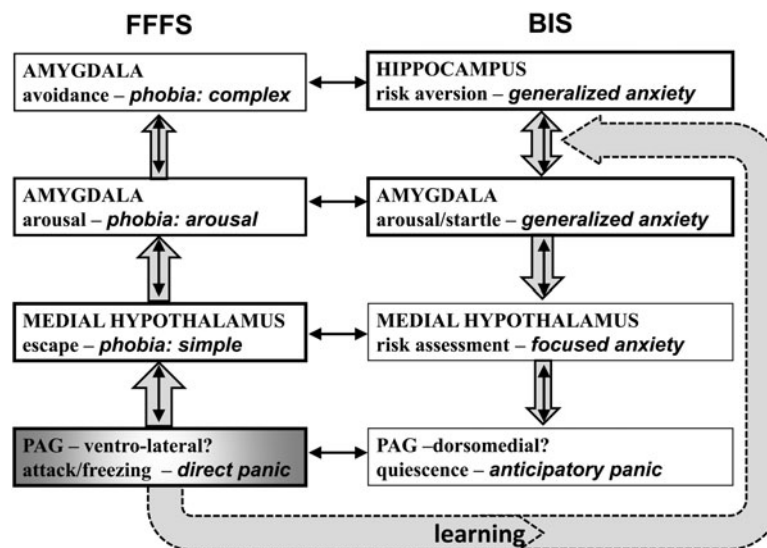 FFFS
BIS
AMYGDALA
avoidance – phobia: complex
HIPPOCAMPUS
risk aversion – generalized anxiety
AMYGDALA
arousal – phobia: arousal
AMYGDALA
arousal/startle – generalized anxiety
MEDIAL HYPOTHALAMUS
escape – phobia: simple
MEDIAL HYPOTHALAMUS
risk assessment – focused anxiety
PAG – ventro-lateral?
attack/freezing – direct panic
PAG –dorsomedial?
quiescence – anticipatory panic
learning